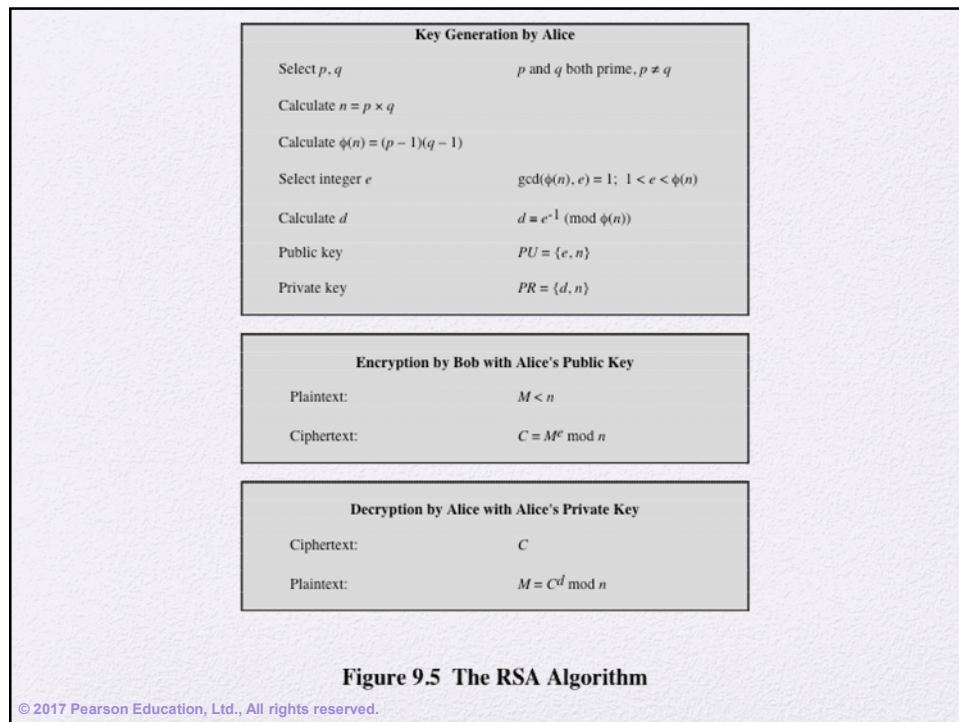 Key Generation by Alice
Select p, q p and q both prime, p ≠ q
Calculate n = p × q
Calculate ϕ(n) = (p – 1)(q – 1)
Select integer e gcd(ϕ(n), e) = 1; 1 < e < ϕ(n)
Calculate d d ≡ e⁻¹ (mod ϕ(n))
Public key PU = {e, n}
Private key PR = {d, n}
Encryption by Bob with Alice's Public Key
Plaintext: M < n
Ciphertext: C = Mᵉ mod n
Decryption by Alice with Alice's Private Key
Ciphertext: C
Plaintext: M = Cᵈ mod n
Figure 9.5 The RSA Algorithm
© 2017 Pearson Education, Ltd., All rights reserved.